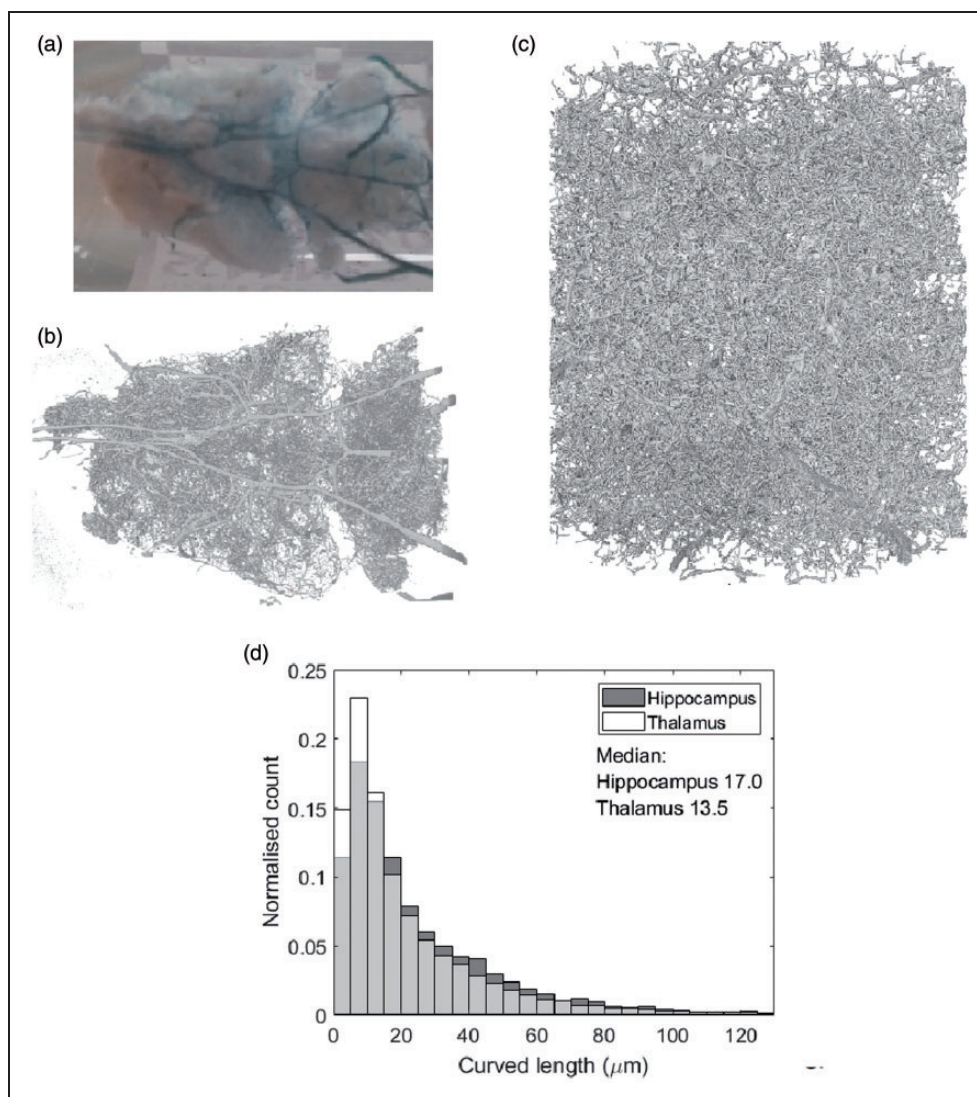 (a)
(c)
(b)
(d)
0.25
0.2
0.15
0.1
0.05
0
Normalised count
Hippocampus
Thalamus
Median:
Hippocampus 17.0
Thalamus 13.5
0 20 40 60 80 100 120
Curved length (μm)